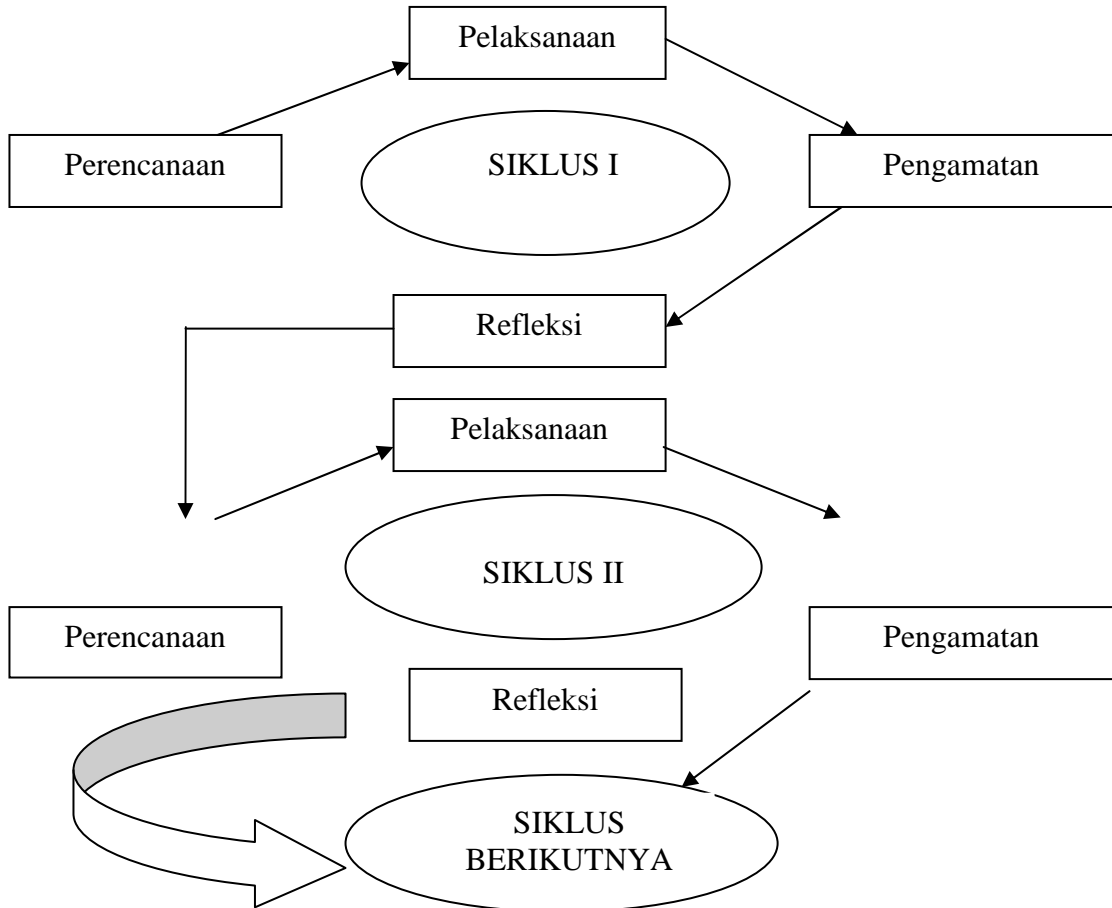 Pelaksanaan
Perencanaan
SIKLUS I
Pengamatan
Refleksi
Pelaksanaan
SIKLUS II
Perencanaan
Pengamatan
Refleksi
SIKLUS
BERIKUTNYA